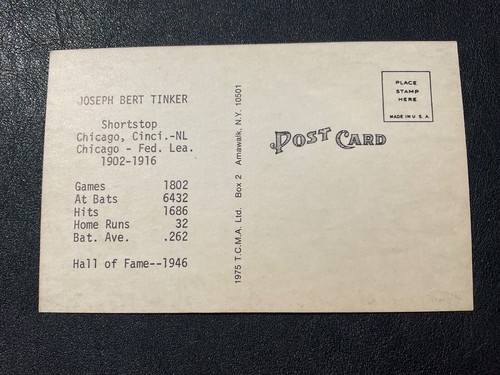 JOSEPH BERT TINKER
Shortstop
Chicago, Cinci.-NL
Chicago - Fed. Lea.
1902-1916
Games 1802
At Bats 6432
Hits 1686
Home Runs 32
Bat. Ave. .262
Hall of Fame--1946
1975 T.C.M.A. Ltd. Box 2 Amawalk, N.Y. 10501
POST CARD
PLACE
STAMP
HERE
MADE IN U.S.A